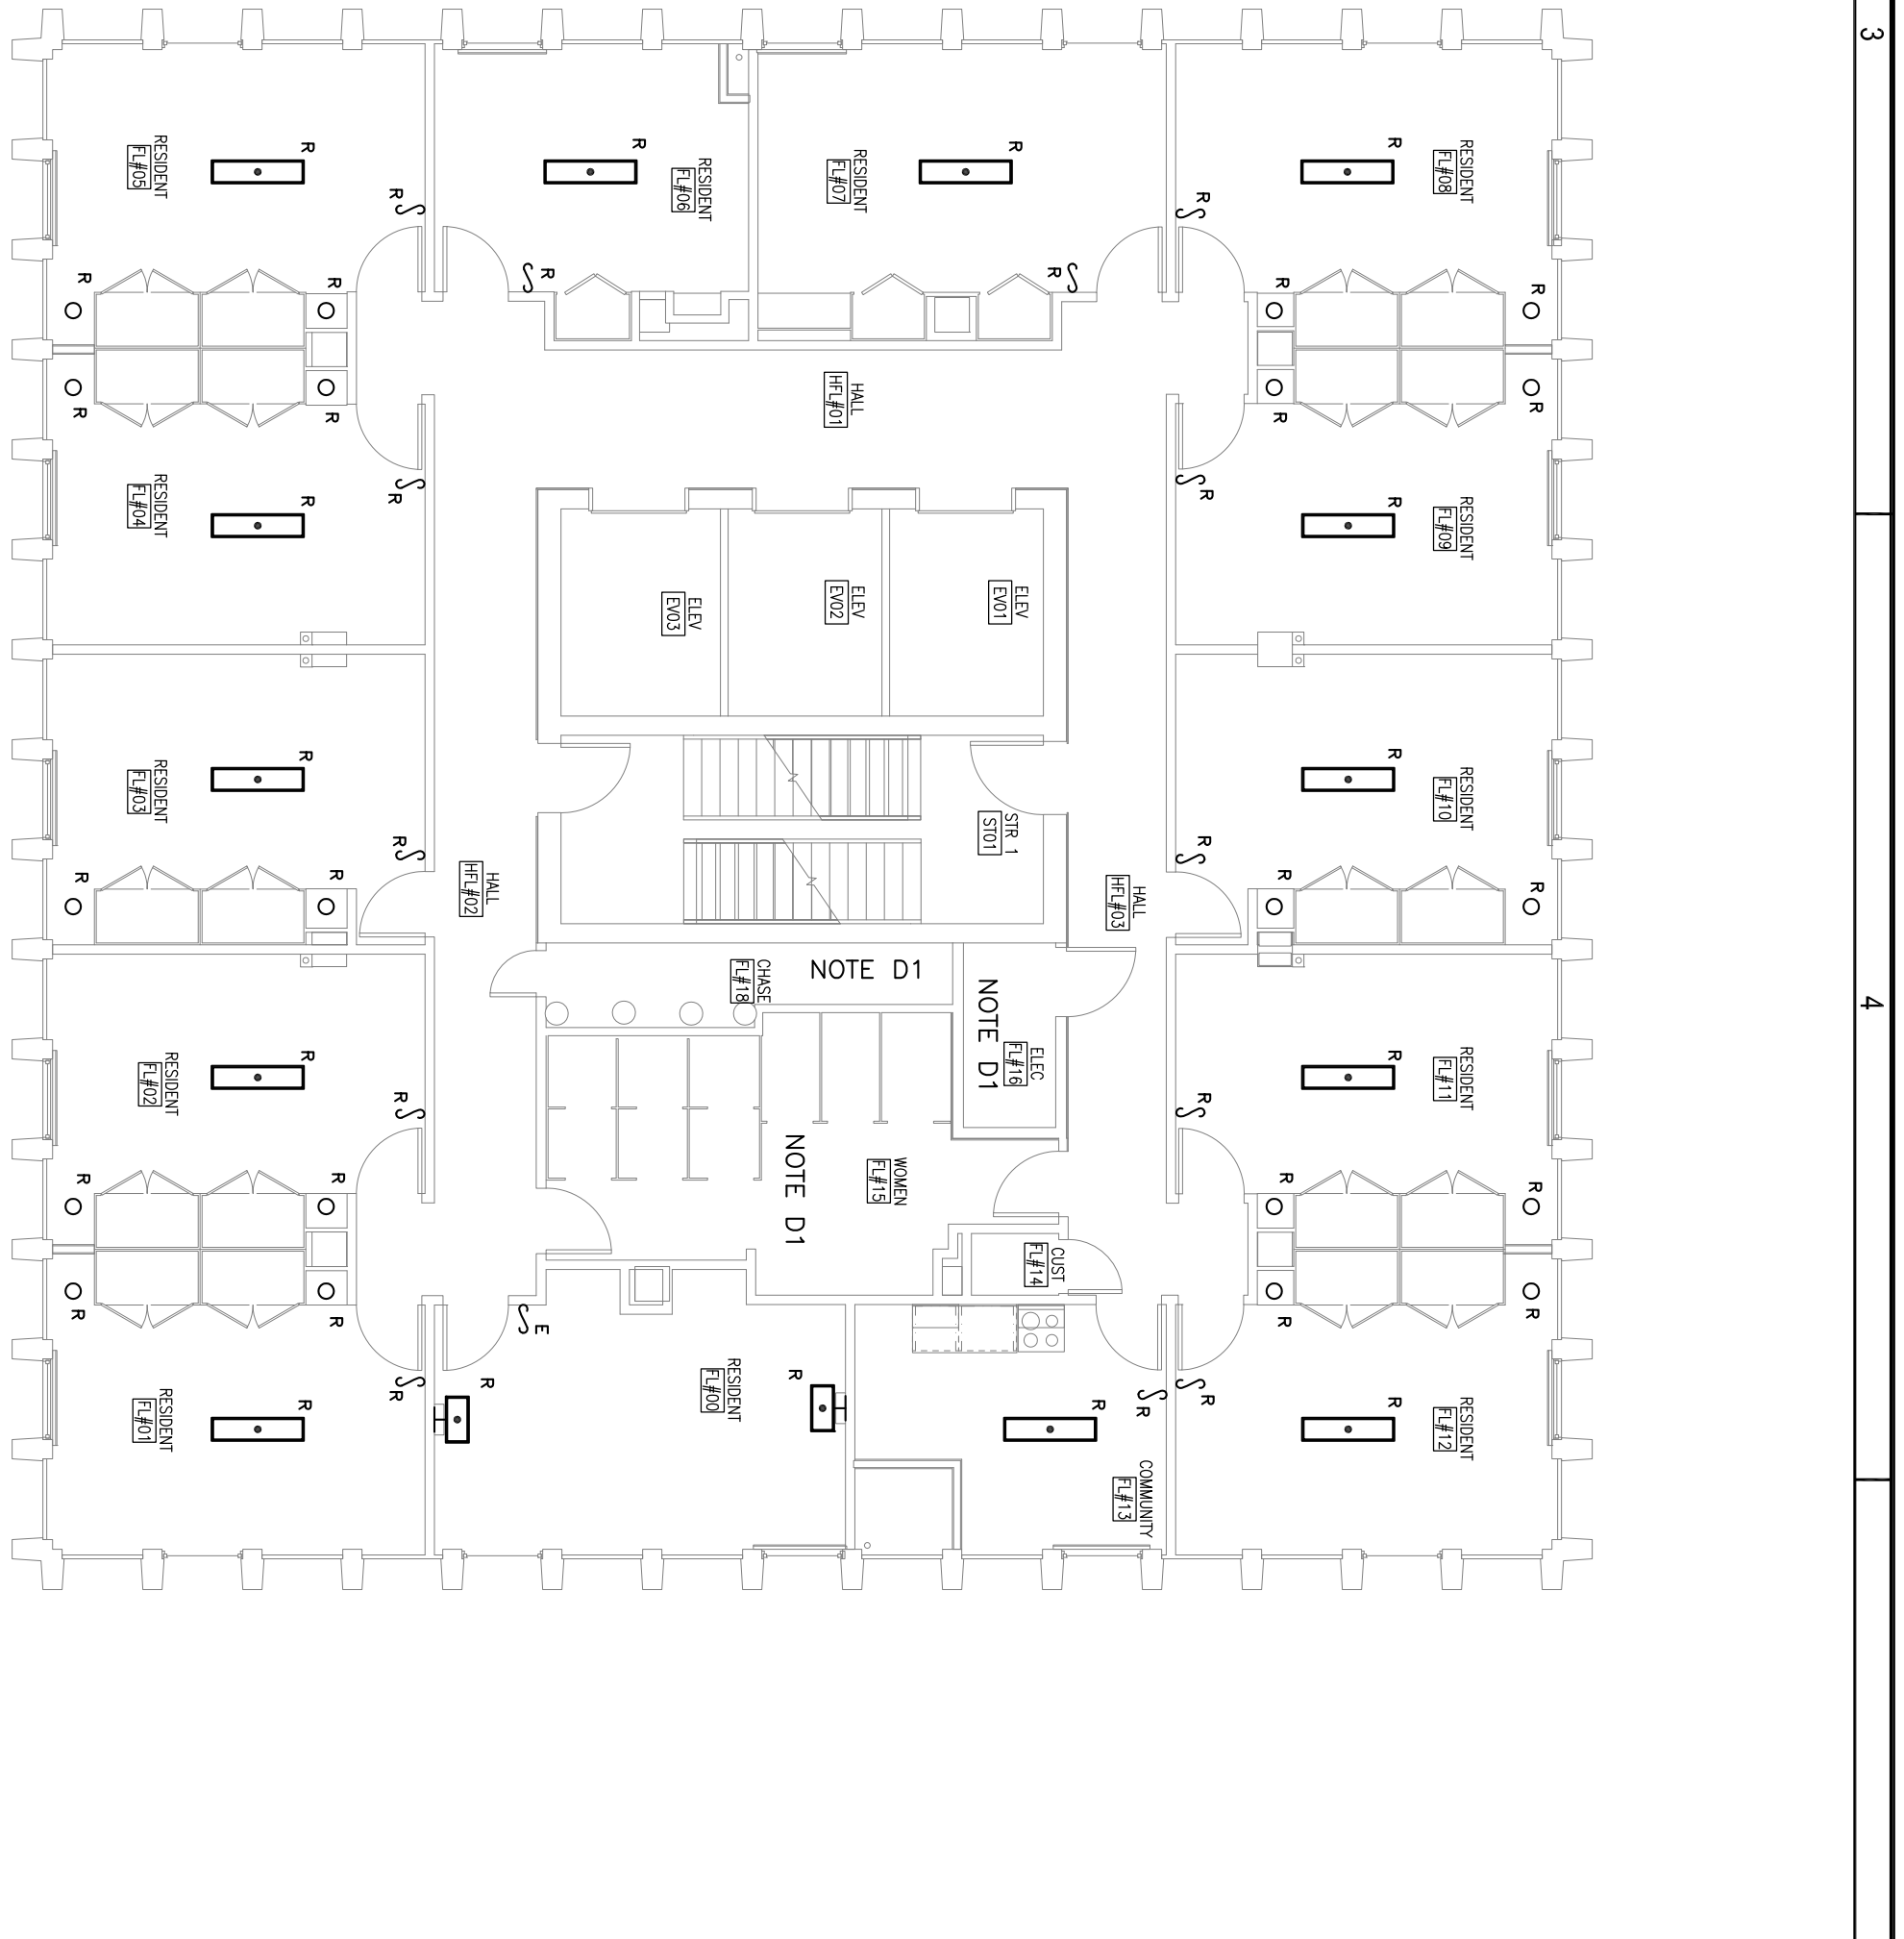 3
4
R
RESIDENT
FL#08
R
RESIDENT
FL#07
R
RESIDENT
FL#06
R
RESIDENT
FL#05
R
R
R
R
R
R
R
R
R
R
R
R
HALL
HFL#01
R
R
R
RESIDENT
FL#09
R
RESIDENT
FL#04
R
R
ELEV
EV01
ELEV
EV02
ELEV
EV03
R
RESIDENT
FL#10
R
RESIDENT
FL#03
STR 1
ST01
R
R
R
R
R
R
HALL
HFL#03
HALL
HFL#02
CHASE
FL#18
NOTE D1
ELEC
FL#16
NOTE D1
R
RESIDENT
FL#11
R
RESIDENT
FL#02
R
R
WOMEN
FL#15
NOTE D1
R
R
R
R
CUST
FL#14
R
R
R
R
E
R
RESIDENT
FL#12
R
R
R
COMMUNITY
FL#13
R
RESIDENT
FL#00
R
R
R
RESIDENT
FL#01